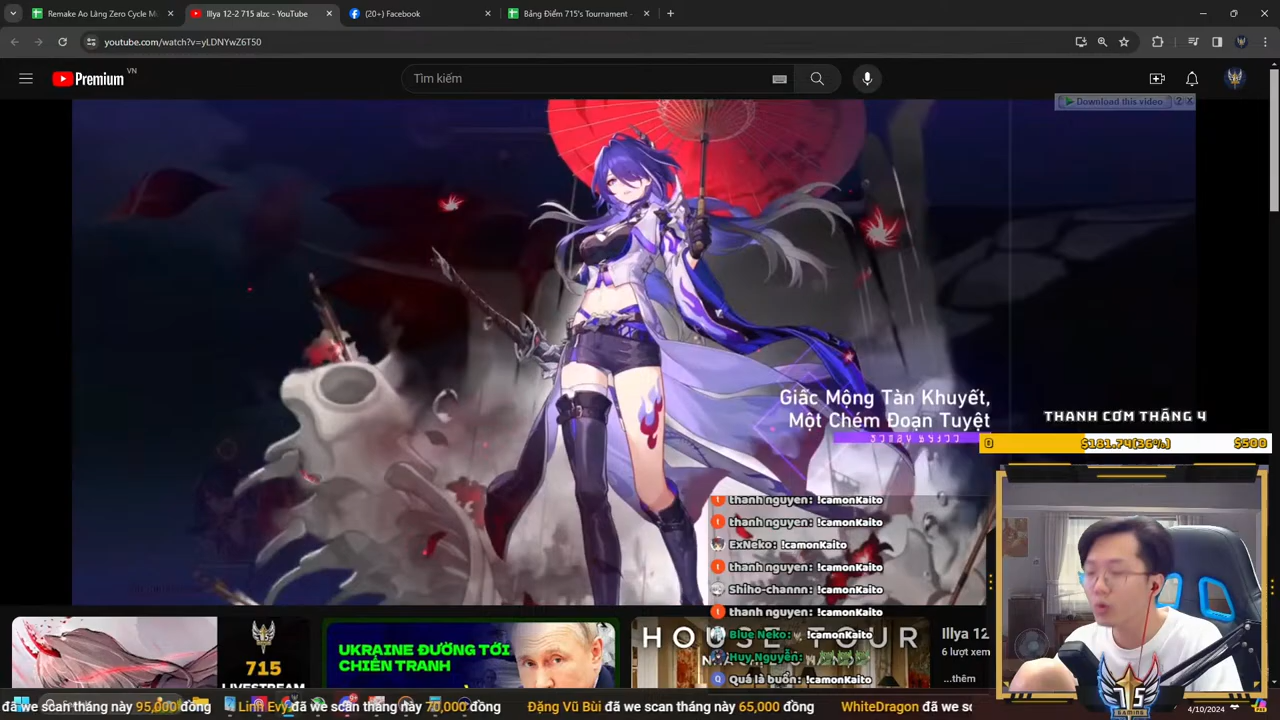 Remake Ao Làng Zero Cycle M
Illya 12-2 715 alzc - YouTube
(20+) Facebook
Bảng Điểm 715's Tournament -
youtube.com/watch?v=yLDNYwZ6T50
Premium VN
Tìm kiếm
Download this video
Giấc Mộng Tàn Khuyết,
Một Chém Đoạn Tuyệt
THANH CƠM THÁNG 4
0 $181.74(36%) $500
thanh nguyen: !camonKaito
thanh nguyen: !camonKaito
ExNeko: !camonKaito
thanh nguyen: !camonKaito
Shiho-channn: !camonKaito
thanh nguyen: !camonKaito
Blue Neko: !camonKaito
Huy Nguyễn:
Quá là buồn: !camonKaito
715
LIVESTREAM
UKRAINE ĐƯỜNG TỚI
CHIẾN TRANH
HOUSE TOUR
Illya 12
6 lượt xem
...thêm
đã we scan tháng này 95,000 đồng Linh Evy đã we scan tháng này 70,000 đồng Đặng Vũ Bùi đã we scan tháng này 65,000 đồng WhiteDragon đã we sc
4/10/2024
715
GAMING